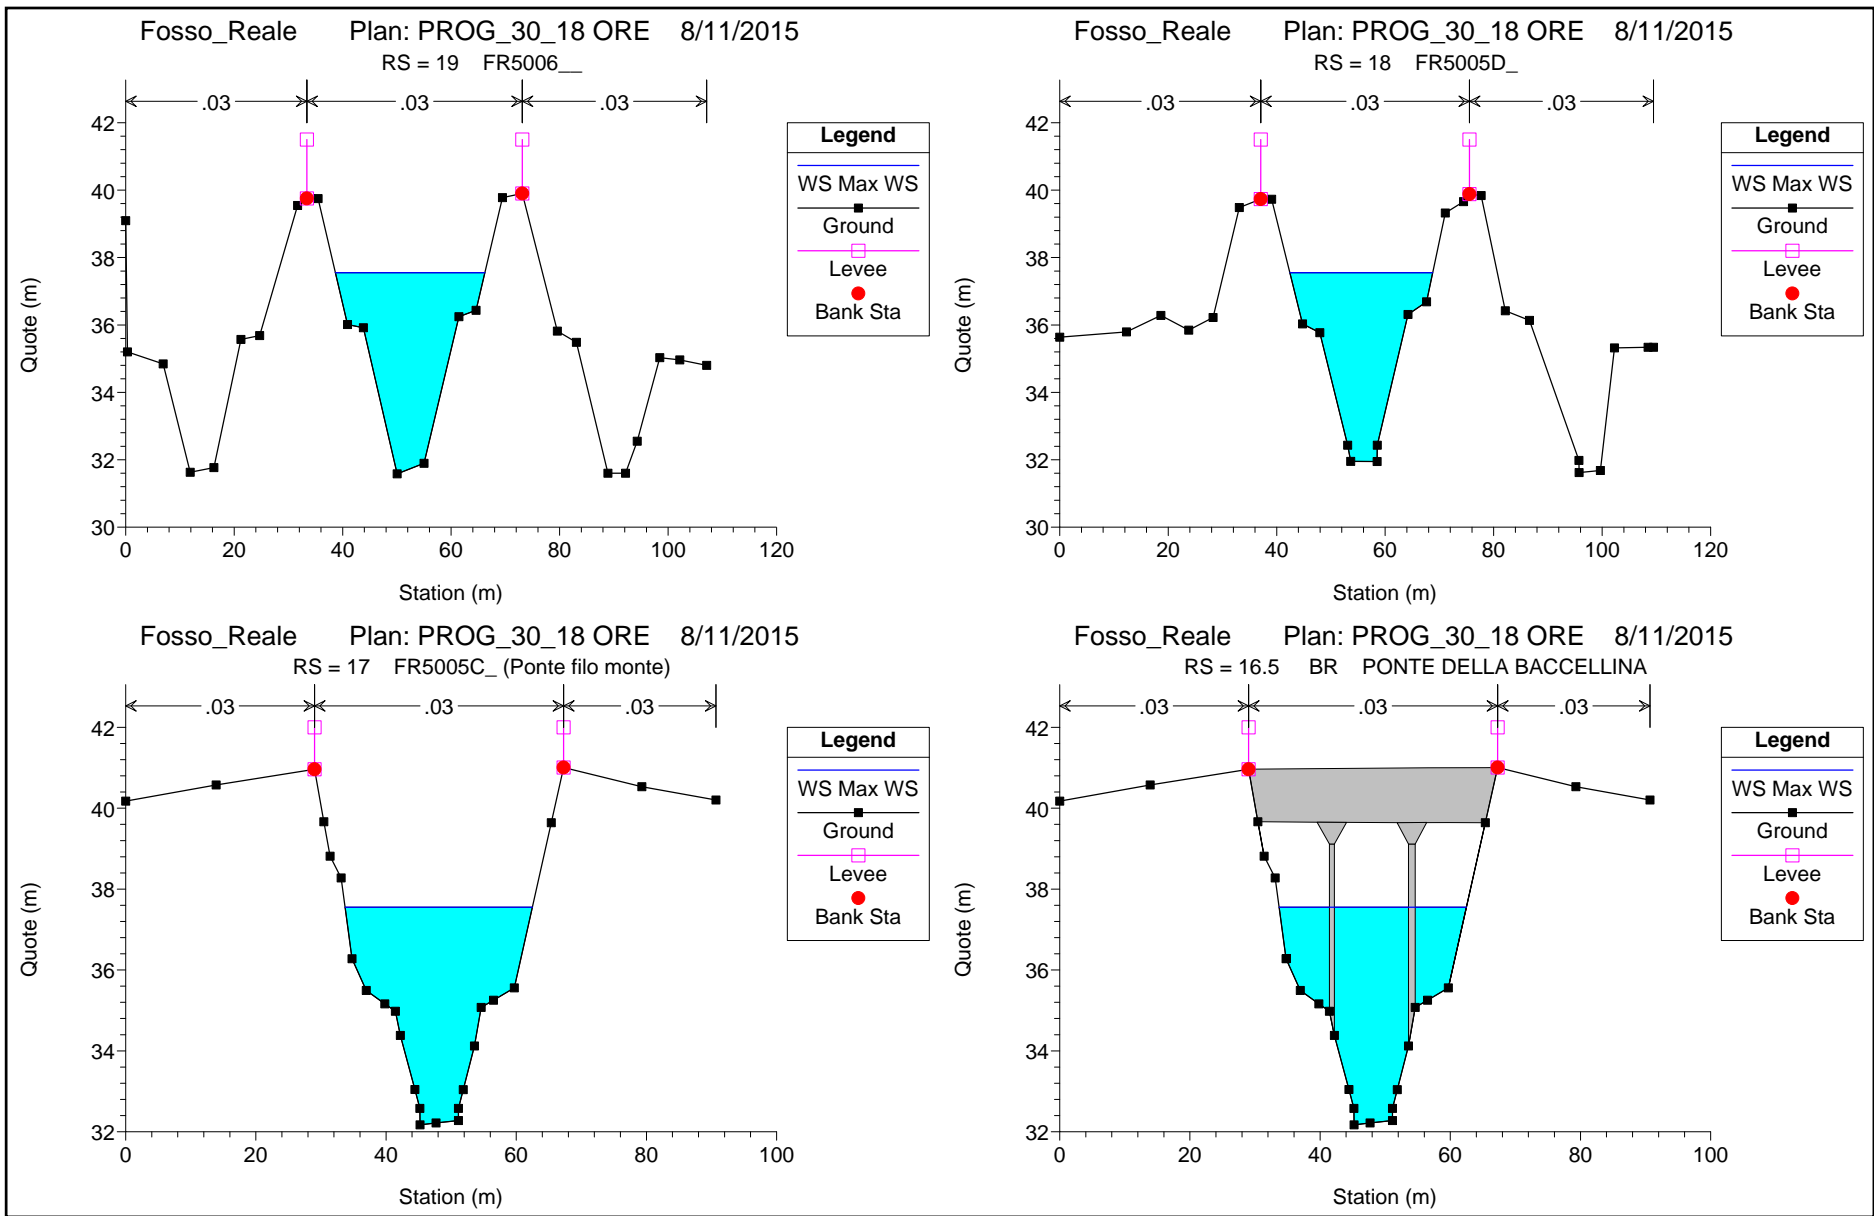 Fosso_Reale Plan: PROG_30_18 ORE 8/11/2015
RS = 19 FR5006__
.03 .03 .03
42
40
38
36
34
32
30
0 20 40 60 80 100 120
Quote (m)
Station (m)
Legend
WS Max WS
Ground
Levee
Bank Sta
Fosso_Reale Plan: PROG_30_18 ORE 8/11/2015
RS = 18 FR5005D_
.03 .03 .03
42
40
38
36
34
32
30
0 20 40 60 80 100 120
Quote (m)
Station (m)
Legend
WS Max WS
Ground
Levee
Bank Sta
Fosso_Reale Plan: PROG_30_18 ORE 8/11/2015
RS = 17 FR5005C_ (Ponte filo monte)
.03 .03 .03
42
40
38
36
34
32
0 20 40 60 80 100
Quote (m)
Station (m)
Legend
WS Max WS
Ground
Levee
Bank Sta
Fosso_Reale Plan: PROG_30_18 ORE 8/11/2015
RS = 16.5 BR PONTE DELLA BACCELLINA
.03 .03 .03
42
40
38
36
34
32
0 20 40 60 80 100
Quote (m)
Station (m)
Legend
WS Max WS
Ground
Levee
Bank Sta